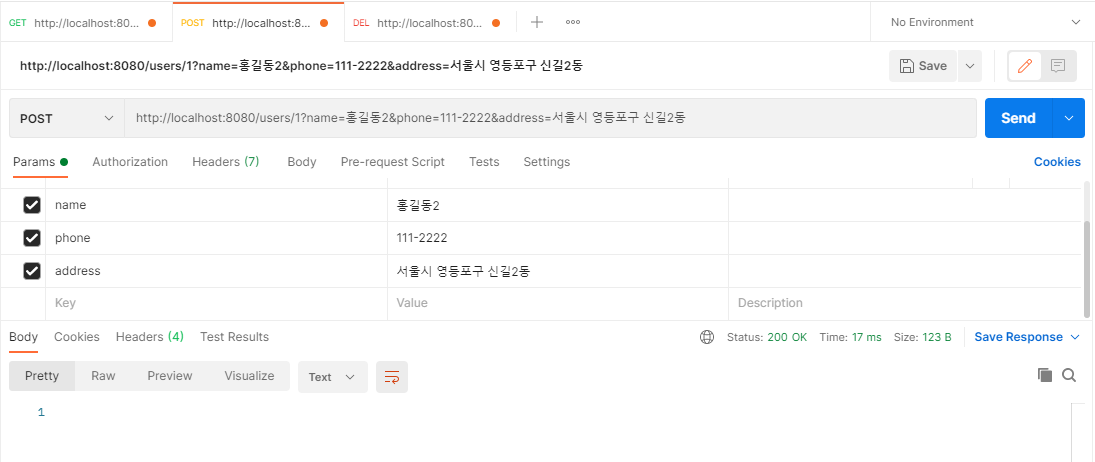 GET http://localhost:80... POST http://localhost:8... DEL http://localhost:80... No Environment
http://localhost:8080/users/1?name=홍길동2&phone=111-2222&address=서울시 영등포구 신길2동 Save
POST http://localhost:8080/users/1?name=홍길동2&phone=111-2222&address=서울시 영등포구 신길2동 Send
Params Authorization Headers (7) Body Pre-request Script Tests Settings Cookies
name 홍길동2
phone 111-2222
address 서울시 영등포구 신길2동
Key Value Description
Body Cookies Headers (4) Test Results Status: 200 OK Time: 17 ms Size: 123 B Save Response
Pretty Raw Preview Visualize Text
1